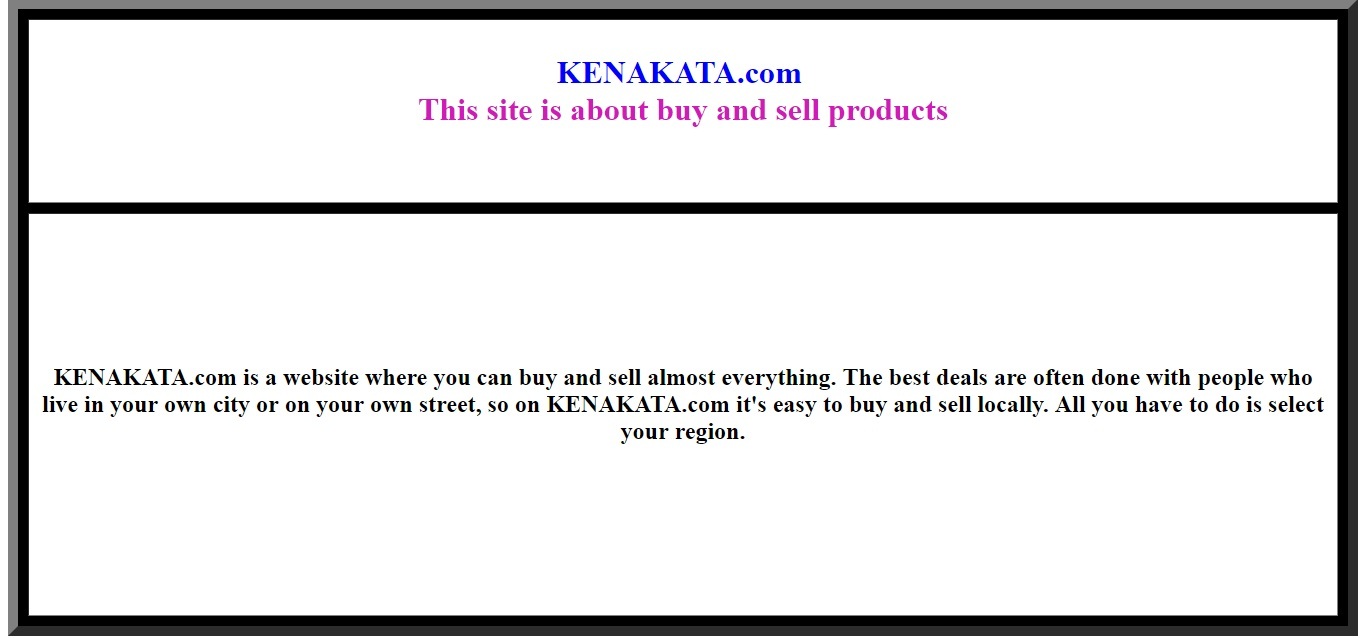 KENAKATA.com
This site is about buy and sell products
KENAKATA.com is a website where you can buy and sell almost everything. The best deals are often done with people who
live in your own city or on your own street, so on KENAKATA.com it's easy to buy and sell locally. All you have to do is select
your region.